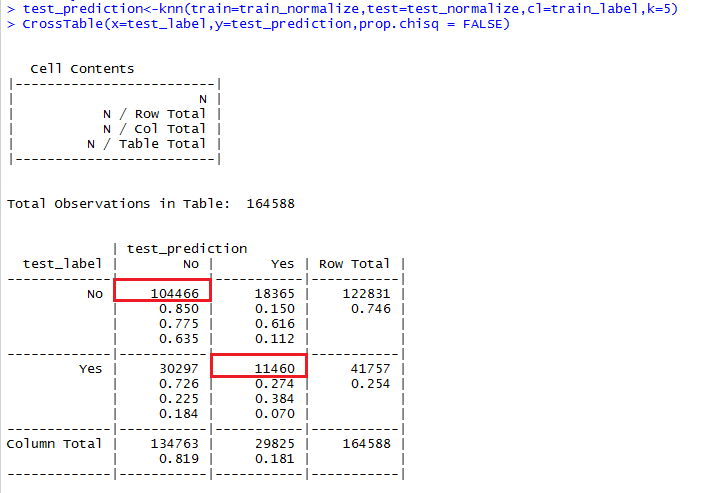 > test_prediction<-knn(train=train_normalize,test=test_normalize,cl=train_label,k=5)
> CrossTable(x=test_label,y=test_prediction,prop.chisq = FALSE)
   Cell Contents
|-------------------------|
|                       N |
|           N / Row Total |
|           N / Col Total |
|         N / Table Total |
|-------------------------|
Total Observations in Table:  164588
             | test_prediction
  test_label |        No |       Yes | Row Total |
-------------|-----------|-----------|-----------|
          No |    104466 |     18365 |    122831 |
             |     0.850 |     0.150 |     0.746 |
             |     0.775 |     0.616 |           |
             |     0.635 |     0.112 |           |
-------------|-----------|-----------|-----------|
         Yes |     30297 |     11460 |     41757 |
             |     0.726 |     0.274 |     0.254 |
             |     0.225 |     0.384 |           |
             |     0.184 |     0.070 |           |
-------------|-----------|-----------|-----------|
Column Total |    134763 |     29825 |    164588 |
             |     0.819 |     0.181 |           |
-------------|-----------|-----------|-----------|